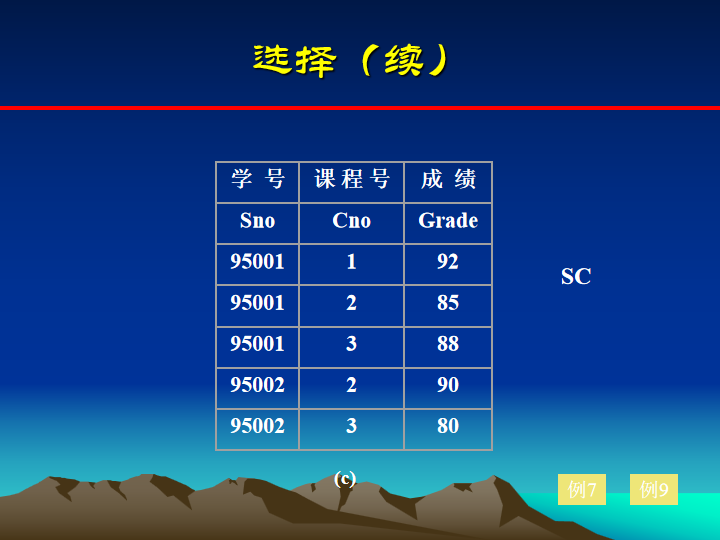 选择（续）
学 号 课 程 号 成 绩
Sno Cno Grade
95001 1 92
95001 2 85
95001 3 88
95002 2 90
95002 3 80
SC
(c)
例7 例9